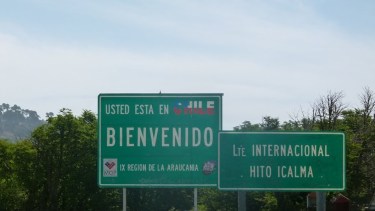 USTED ESTA EN CHILE
BIENVENIDO
IX REGION DE LA ARAUCANIA
LTE. INTERNACIONAL
HITO ICALMA